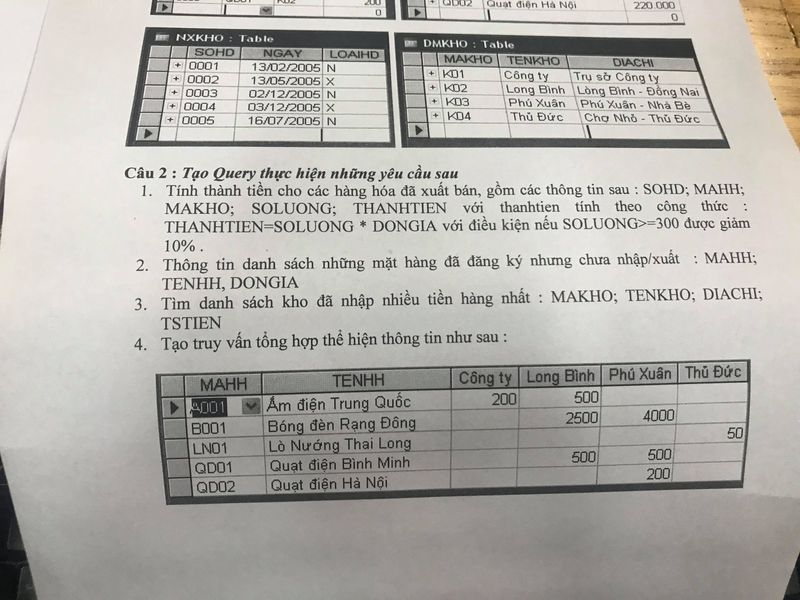 K02 200
0
QD02 Quạt điện Hà Nội 220.000
0
NXKHO : Table
SOHD NGAY LOAIHD
+ 0001 13/02/2005 N
+ 0002 13/05/2005 X
+ 0003 02/12/2005 N
+ 0004 03/12/2005 X
+ 0005 16/07/2005 N
DMKHO : Table
MAKHO TENKHO DIACHI
+ K01 Công ty Trụ sở Công ty
+ K02 Long Bình Lòng Bình - Đồng Nai
+ K03 Phú Xuân Phú Xuân - Nhà Bè
+ K04 Thủ Đức Chợ Nhỏ - Thủ Đức
Câu 2 : Tạo Query thực hiện những yêu cầu sau
1. Tính thành tiền cho các hàng hóa đã xuất bán, gồm các thông tin sau : SOHD; MAHH;
MAKHO; SOLUONG; THANHTIEN với thanhtien tính theo công thức :
THANHTIEN=SOLUONG * DONGIA với điều kiện nếu SOLUONG>=300 được giảm
10% .
2. Thông tin danh sách những mặt hàng đã đăng ký nhưng chưa nhập/xuất : MAHH;
TENHH, DONGIA
3. Tìm danh sách kho đã nhập nhiều tiền hàng nhất : MAKHO; TENKHO; DIACHI;
TSTIEN
4. Tạo truy vấn tổng hợp thể hiện thông tin như sau :
MAHH TENHH Công ty Long Bình Phú Xuân Thủ Đức
A001 Ấm điện Trung Quốc 200 500
B001 Bóng đèn Rạng Đông 2500 4000
LN01 Lò Nướng Thai Long 50
QD01 Quạt điện Bình Minh 500 500
QD02 Quạt điện Hà Nội 200